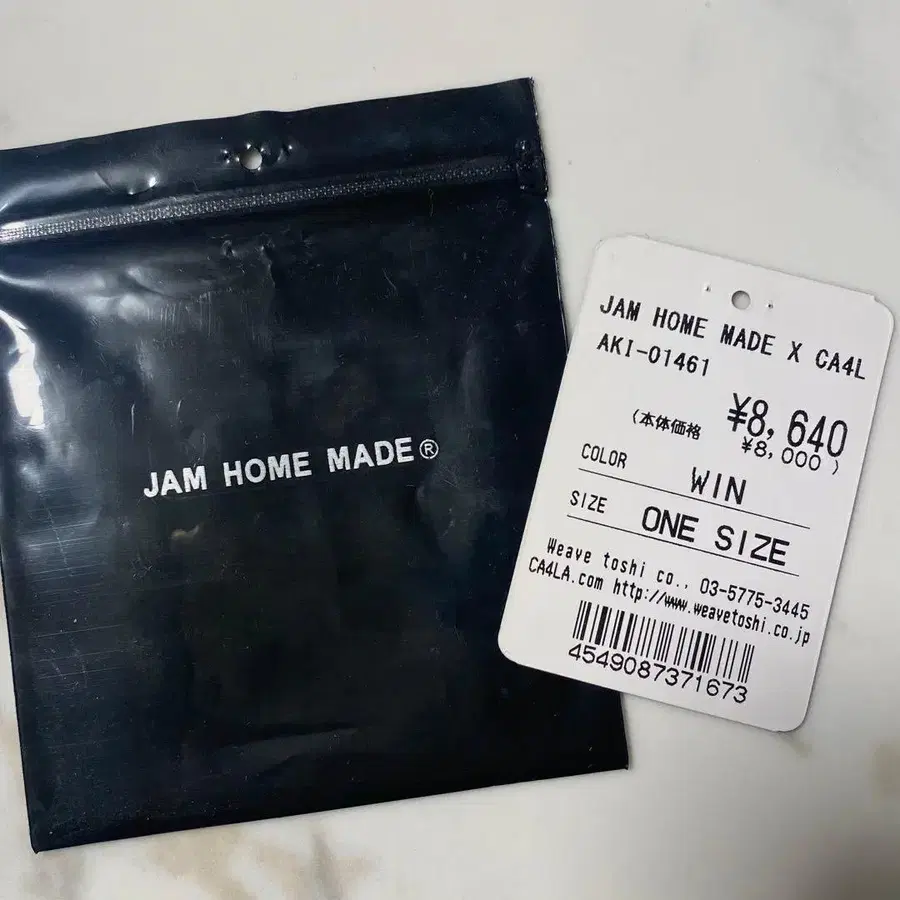 JAM HOME MADE®
JAM HOME MADE X CA4L
AKI-01461
¥8,640
(本体価格 ¥8,000 )
COLOR WIN
SIZE ONE SIZE
Weave toshi co., 03-5775-3445
CA4LA.com http://www.weavetoshi.co.jp
4549087371673